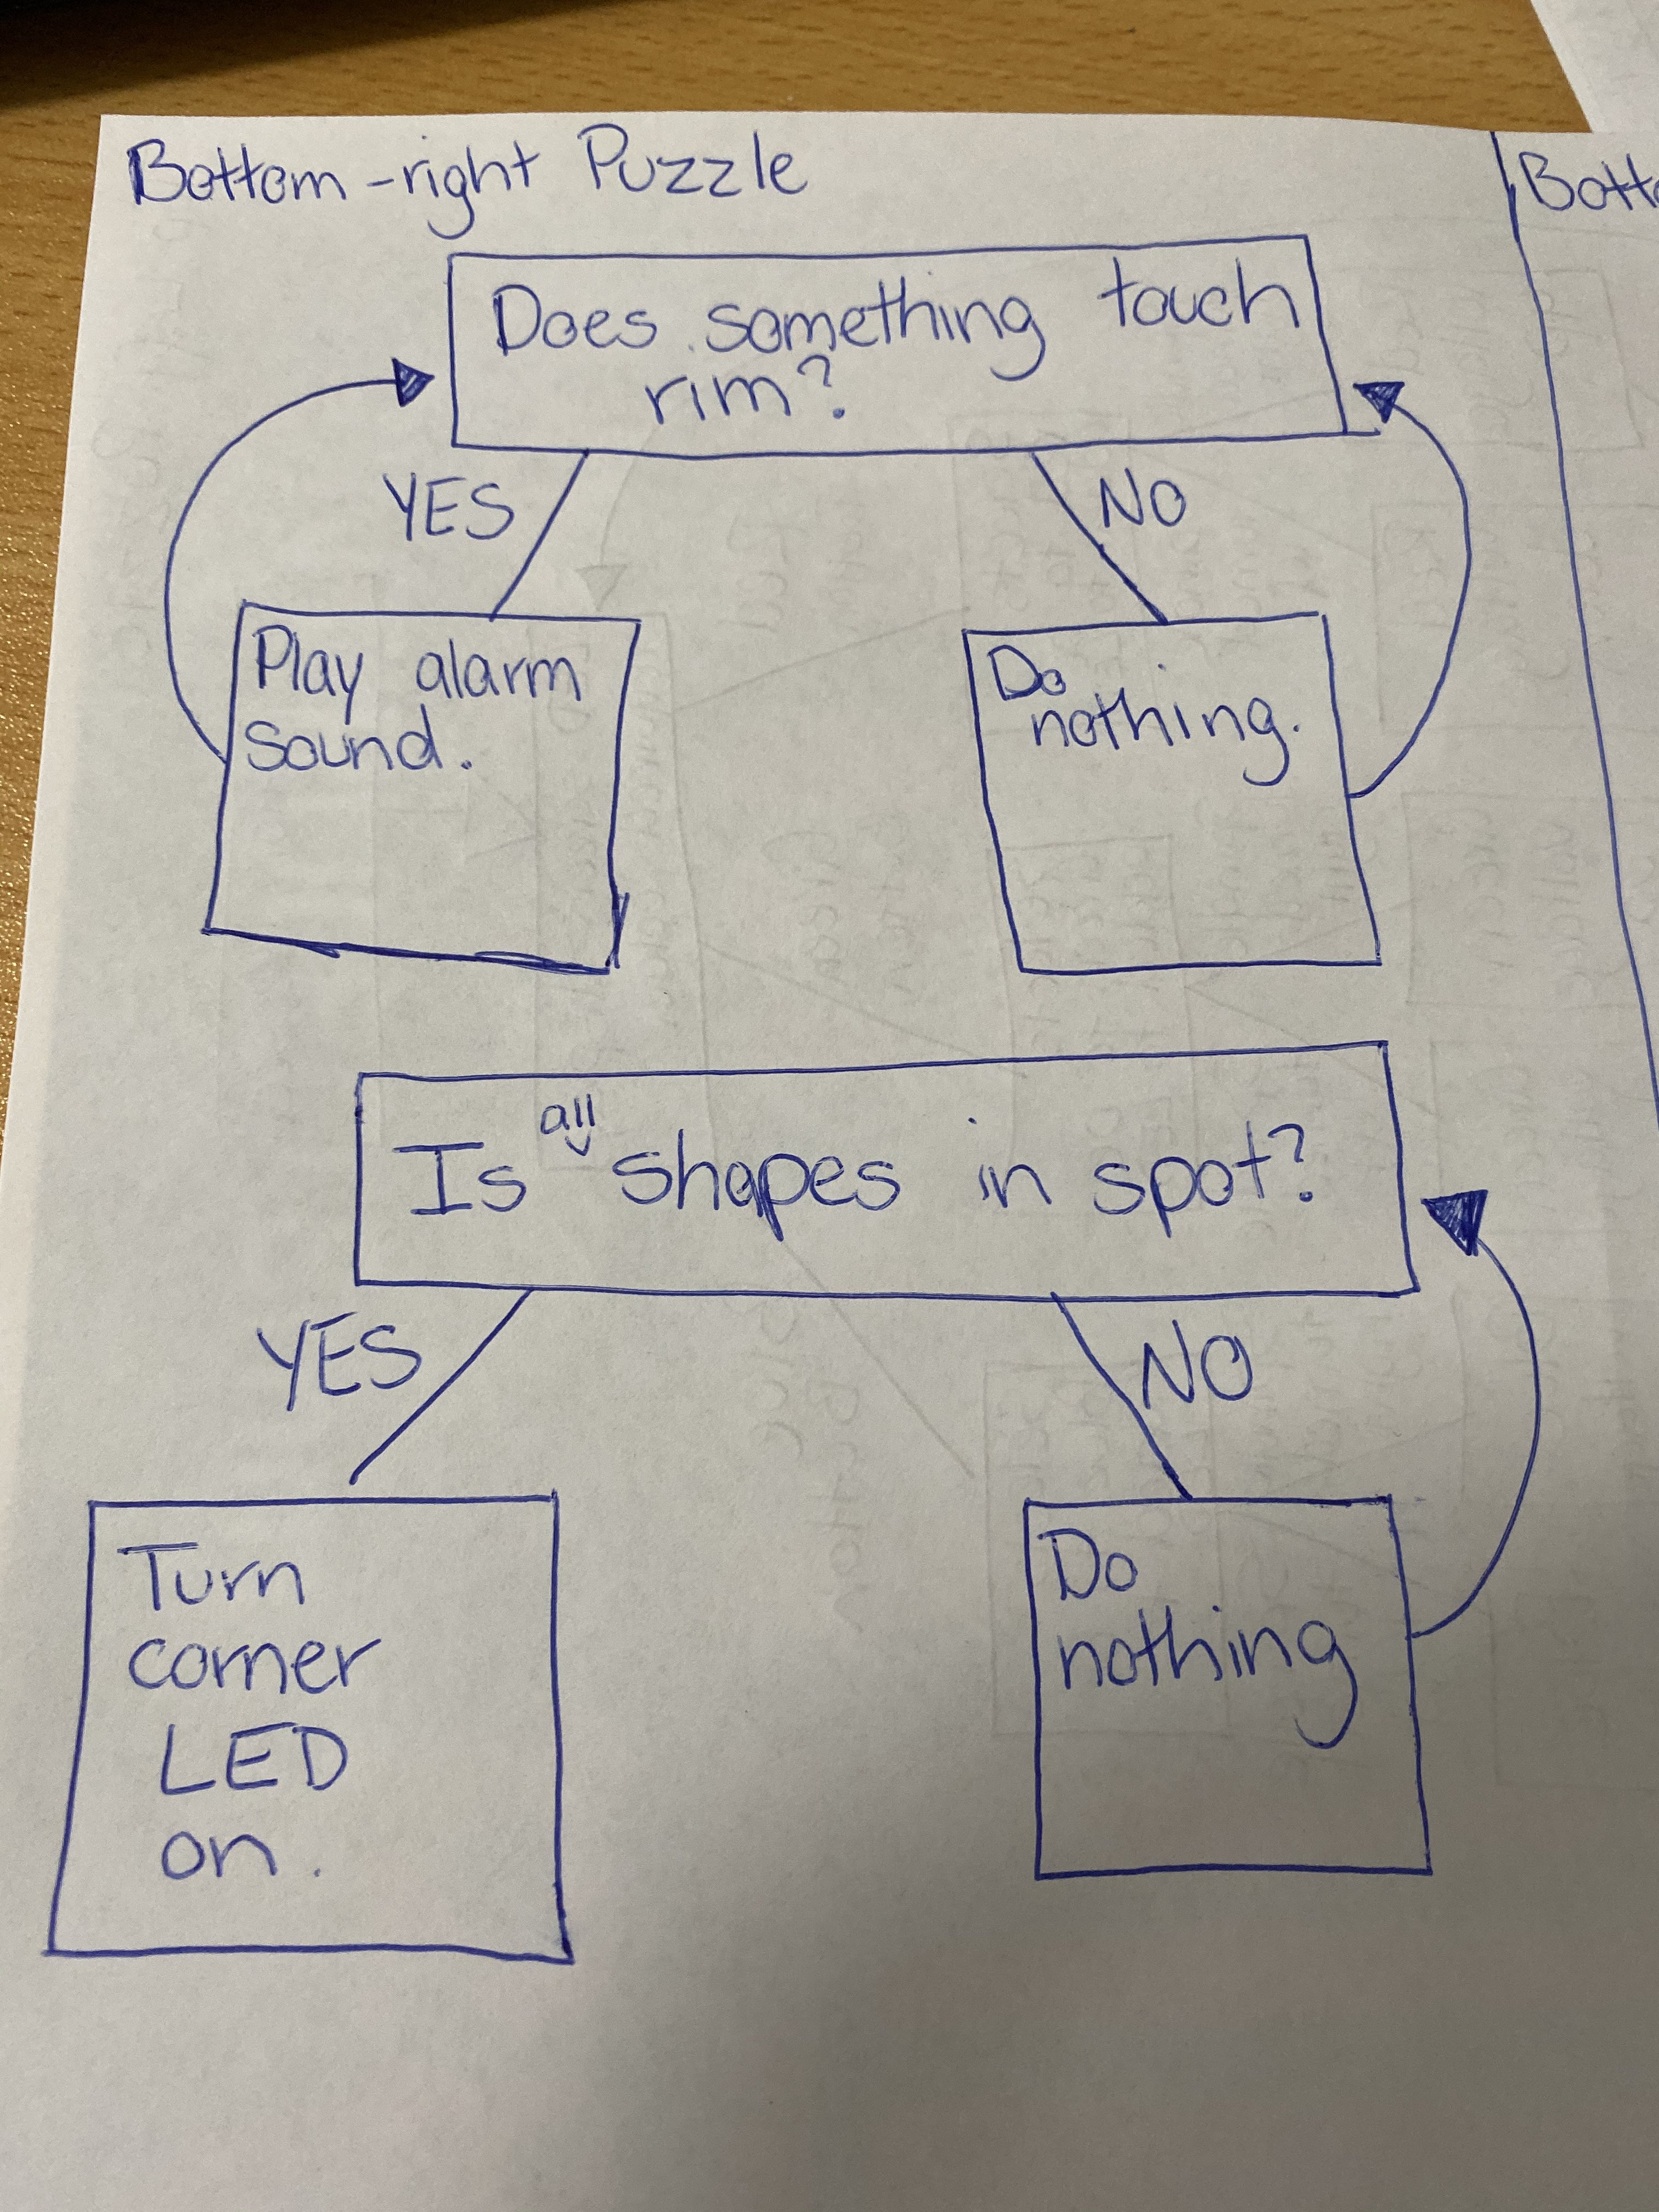 Bottom-right Puzzle
Does something touch
rim?
YES
NO
Play alarm
sound.
Do
nothing.
all
Is shapes in spot?
YES
NO
Turn
corner
LED
on.
Do
nothing